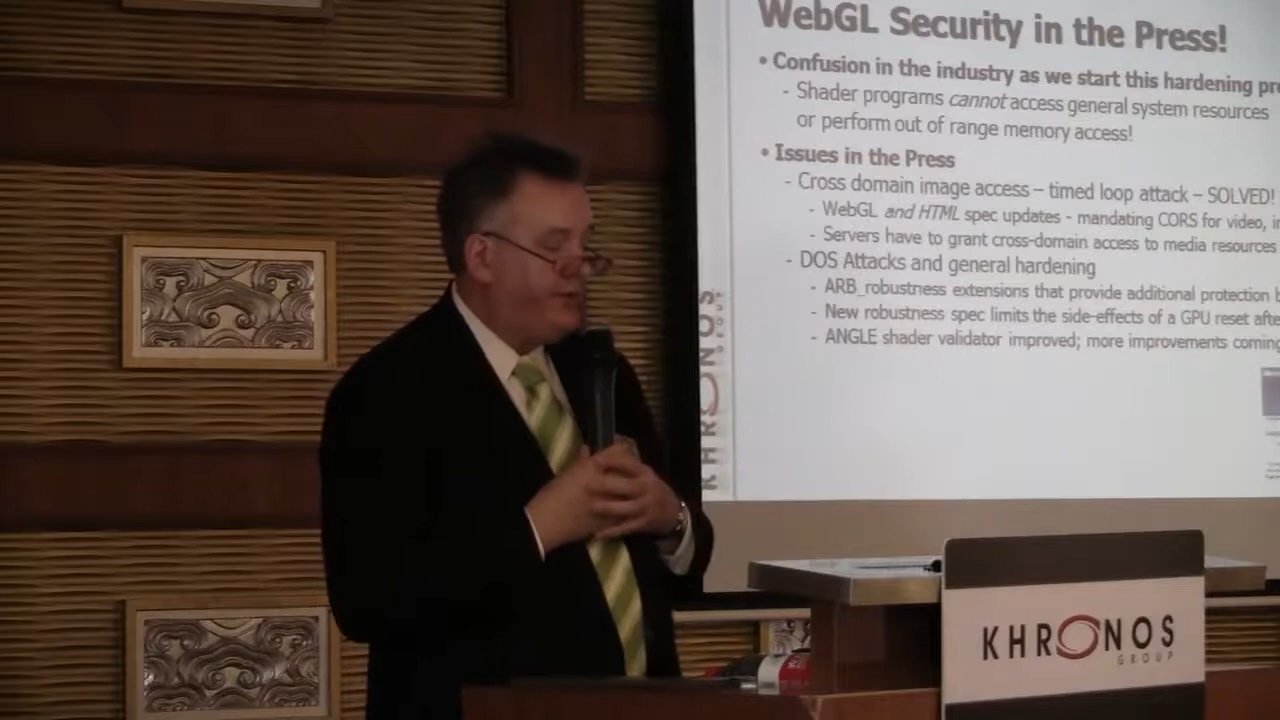 WebGL Security in the Press!
• Confusion in the industry as we start this hardening
- Shader programs cannot access general system resources
or perform out of range memory access!
• Issues in the Press
- Cross domain image access – timed loop attack – SOLVED!
- WebGL and HTML spec updates - mandating CORS for video,
- Servers have to grant cross-domain access to media resources
- DOS Attacks and general hardening
- ARB_robustness extensions that provide additional protection
- New robustness spec limits the side-effects of a GPU reset
- ANGLE shader validator improved; more improvements coming
KHRONOS
GROUP
KHRONOS
GROUP